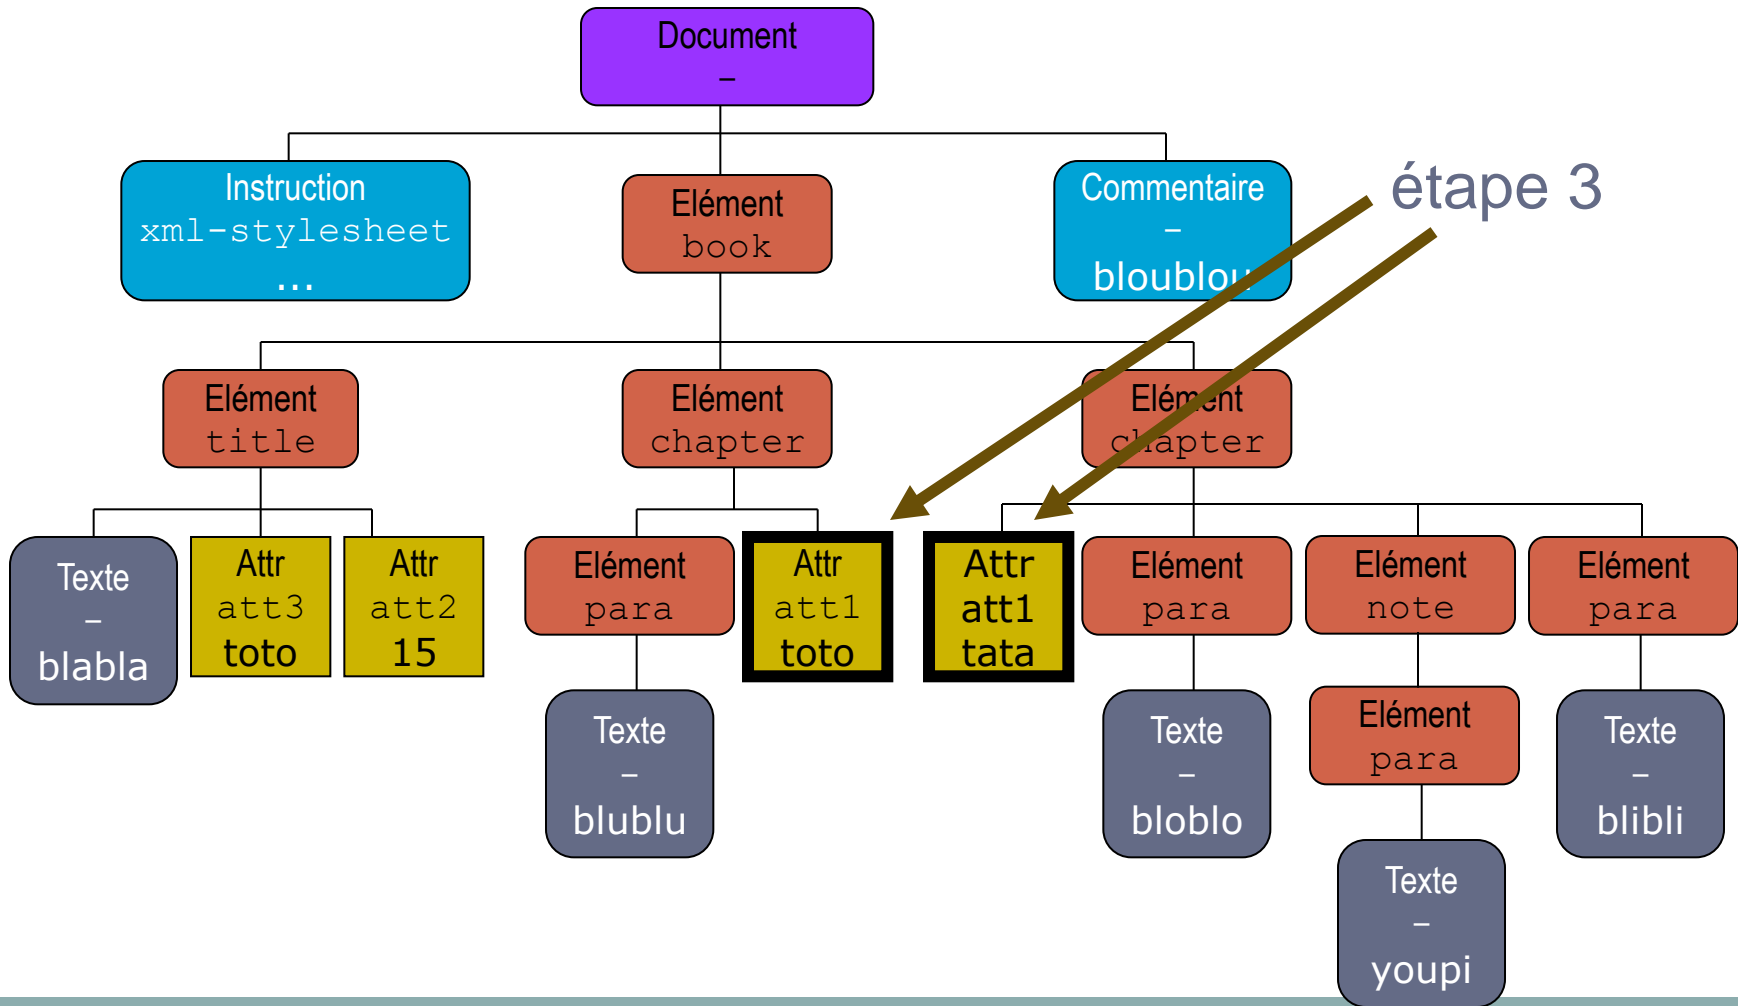 Document
–
Instruction
xml-stylesheet
...
Elément
book
Commentaire
–
bloublou
étape 3
Elément
title
Elément
chapter
Elément
chapter
Texte
–
blabla
Attr
att3
toto
Attr
att2
15
Elément
para
Attr
att1
toto
Attr
att1
tata
Elément
para
Elément
note
Elément
para
Texte
–
blublu
Texte
–
bloblo
Elément
para
Texte
–
blibli
Texte
–
youpi